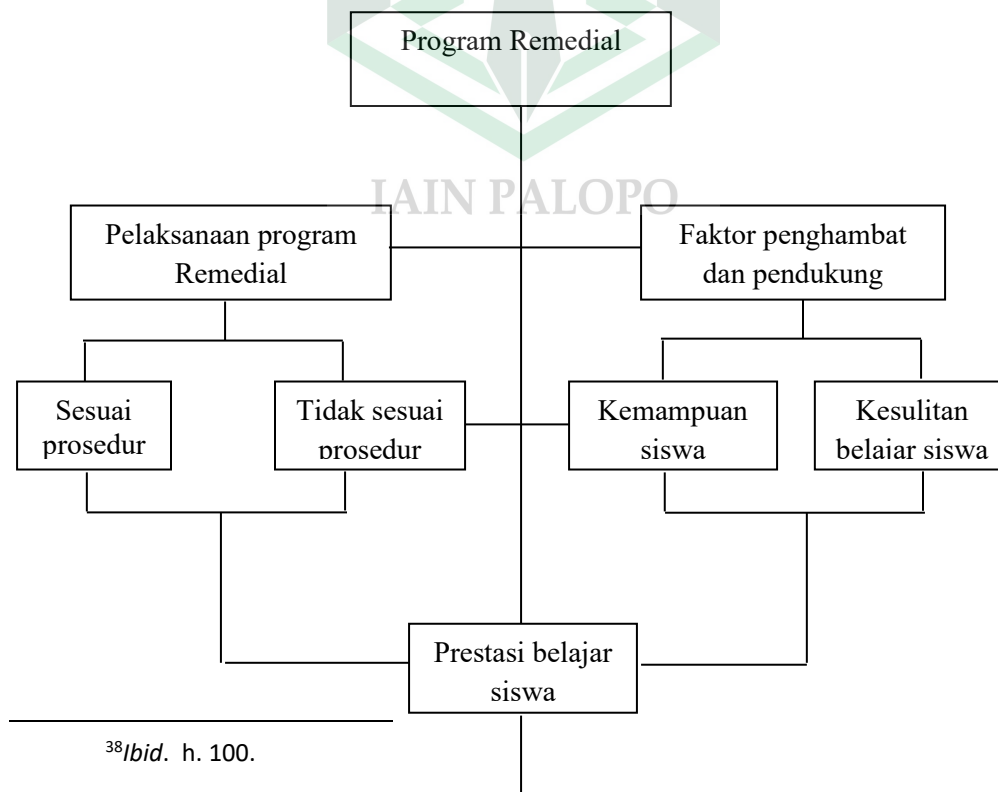 Program Remedial
IAIN PALOPO
Pelaksanaan program
Remedial
Faktor penghambat
dan pendukung
Sesuai
prosedur
Tidak sesuai
prosedur
Kemampuan
siswa
Kesulitan
belajar siswa
Prestasi belajar
siswa
³⁸Ibid. h. 100.